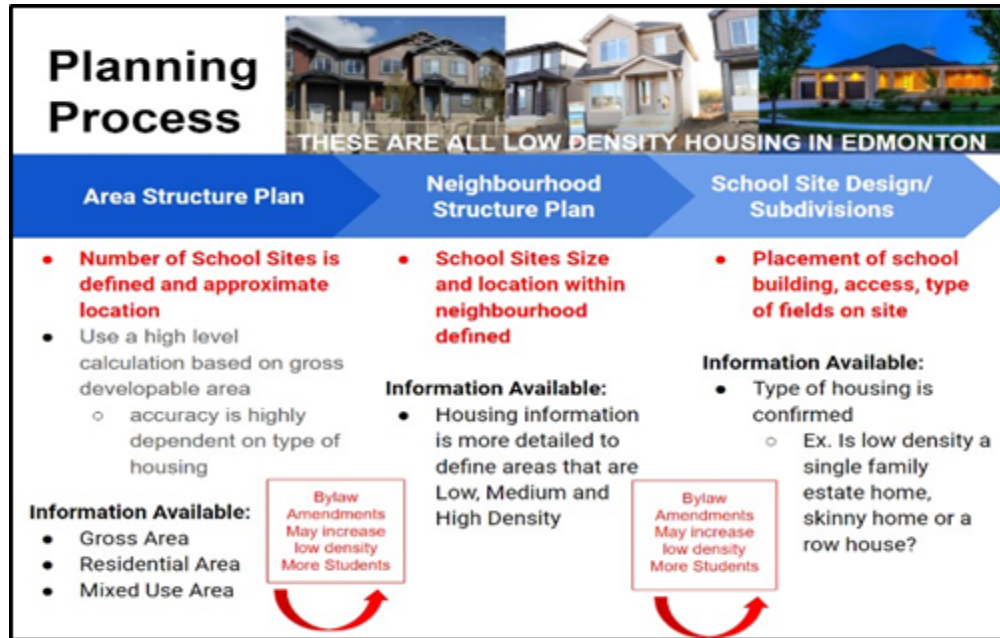 Planning
Process
THESE ARE ALL LOW DENSITY HOUSING IN EDMONTON
Area Structure Plan
Neighbourhood
Structure Plan
School Site Design/
Subdivisions
● Number of School Sites is
defined and approximate
location
● Use a high level
calculation based on gross
developable area
○ accuracy is highly
dependent on type of
housing
Information Available:
● Gross Area
● Residential Area
● Mixed Use Area
Bylaw
Amendments
May increase
low density
More Students
● School Sites Size
and location within
neighbourhood
defined
Information Available:
● Housing information
is more detailed to
define areas that are
Low, Medium and
High Density
Bylaw
Amendments
May increase
low density
More Students
● Placement of school
building, access, type
of fields on site
Information Available:
● Type of housing is
confirmed
○ Ex. Is low density a
single family
estate home,
skinny home or a
row house?